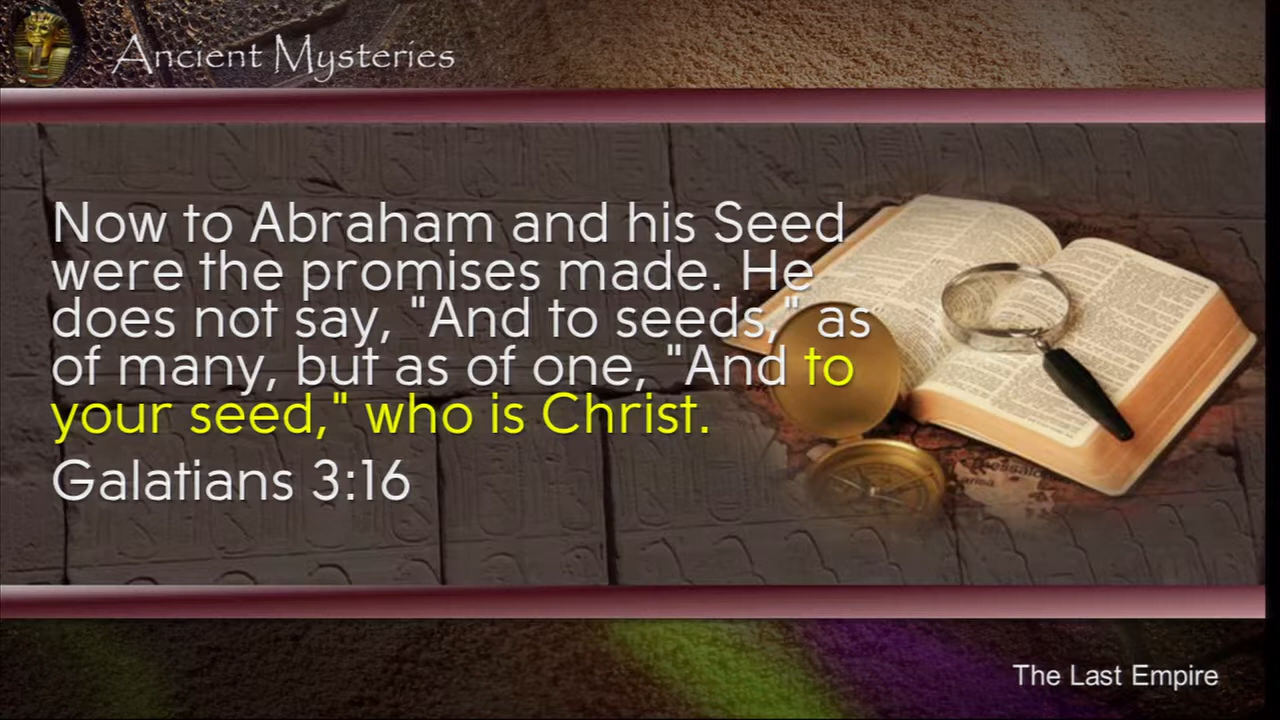 Ancient Mysteries
Now to Abraham and his Seed
were the promises made. He
does not say, "And to seeds," as
of many, but as of one, "And to
your seed," who is Christ.
Galatians 3:16
The Last Empire